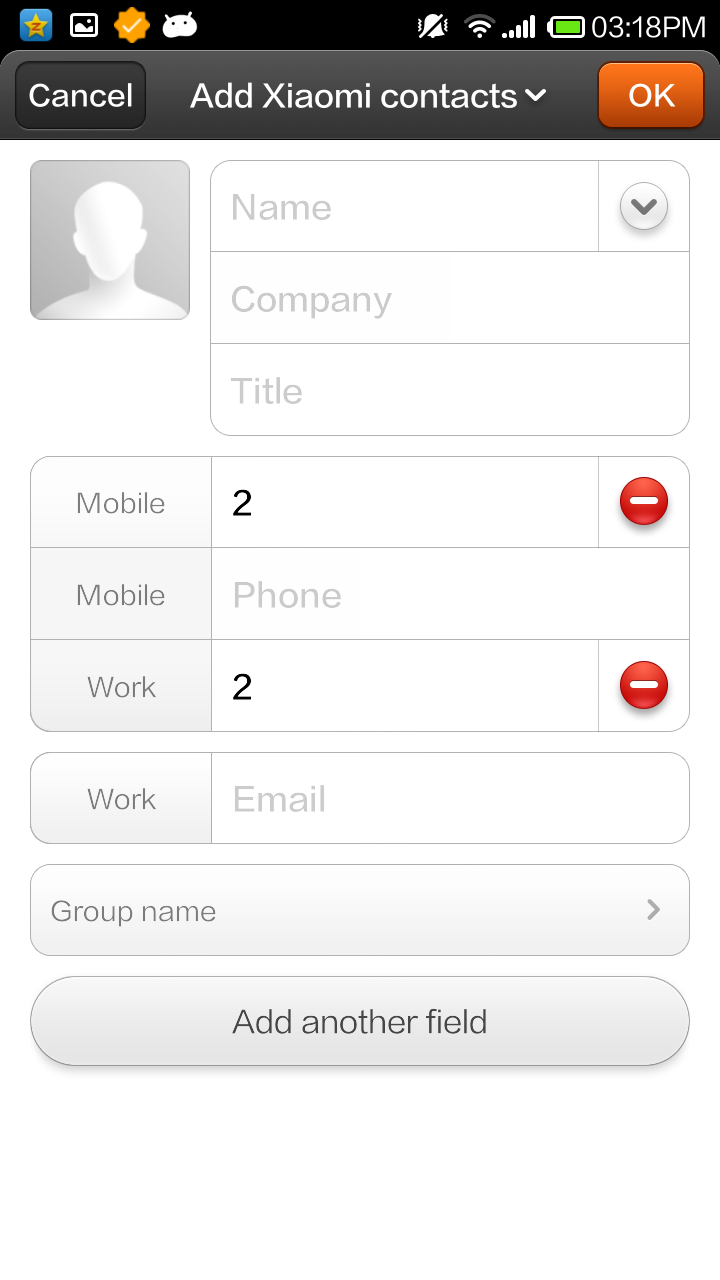 03:18PM
Cancel
Add Xiaomi contacts
OK
Name
Company
Title
Mobile 2
Mobile Phone
Work 2
Work Email
Group name
Add another field